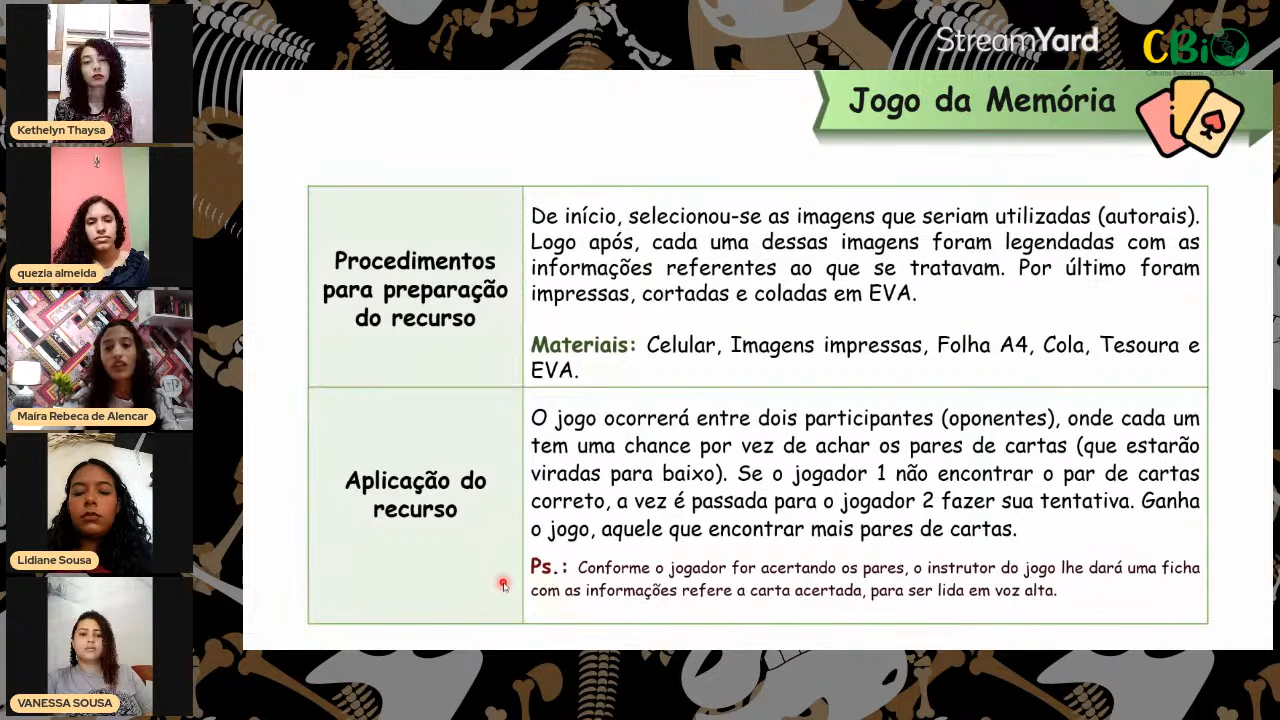 StreamYard
CBiO
Jogo da Memória
Kethelyn Thaysa
quezia almeida
Maíra Rebeca de Alencar
Lidiane Sousa
VANESSA SOUSA
Procedimentos
para preparação
do recurso
De início, selecionou-se as imagens que seriam utilizadas (autorais).
Logo após, cada uma dessas imagens foram legendadas com as
informações referentes ao que se tratavam. Por último foram
impressas, cortadas e coladas em EVA.
Materiais: Celular, Imagens impressas, Folha A4, Cola, Tesoura e
EVA.
Aplicação do
recurso
O jogo ocorrerá entre dois participantes (oponentes), onde cada um
tem uma chance por vez de achar os pares de cartas (que estarão
viradas para baixo). Se o jogador 1 não encontrar o par de cartas
correto, a vez é passada para o jogador 2 fazer sua tentativa. Ganha
o jogo, aquele que encontrar mais pares de cartas.
Ps.: Conforme o jogador for acertando os pares, o instrutor do jogo lhe dará uma ficha
com as informações refere a carta acertada, para ser lida em voz alta.